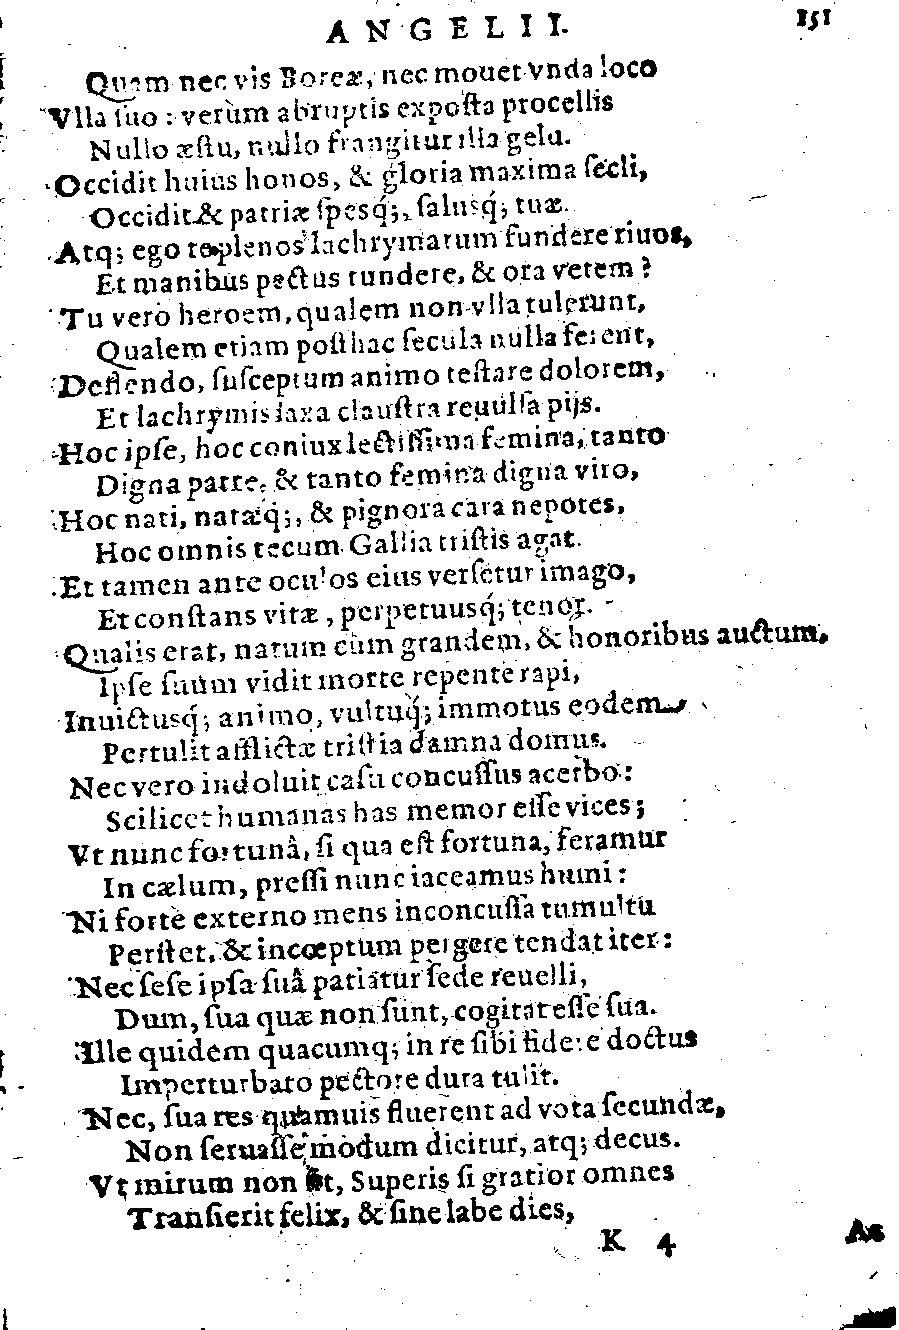 ANGELII. 151
Quam nec vis Boreæ, nec mouet vnda loco
Vlla ſuo : verùm abruptis expoſta procellis
Nullo æſtu, nullo frangitur illa gelu.
Occidit huius honos, & gloria maxima ſecli,
Occidit & patriæ ſpesq́;, ſalusq́; tuæ.
Atq; ego plenos lachrymarum fundere riuos,
Et manibus pectus tundere, & ora vetem ?
Tu verò heroem, qualem non vlla tulerunt,
Qualem etiam poſthac ſecula nulla ferent,
Deflendo, ſuſceptum animo teſtare dolorem,
Et lachrymis laxa clauſtra reuulſa pijs.
Hoc ipſe, hoc coniux lectiſſima femina, tanto
Digna patre, & tanto femina digna viro,
Hoc nati, natæq́;, & pignora cara nepotes,
Hoc omnis tecum Gallia triſtis agat.
Et tamen ante oculos eius verſetur imago,
Et conſtans vitæ, perpetuusq́; tenor.
Qualis erat, natum cùm grandem, & honoribus auctum,
Ipſe ſuum vidit morte repente rapi,
Inuictusq́; animo, vultuq́; immotus eodem
Pertulit afflictæ triſtia damna domus.
Nec vero indoluit caſu concuſſus acerbo :
Scilicet humanas has memor eſſe vices ;
Vt nunc fortunâ, ſi qua eſt fortuna, feramur
In cælum, preſſi nunc iaceamus humi :
Ni fortè externo mens inconcuſſa tumultu
Perſtet, & incœptum pergere tendat iter :
Nec ſeſe ipſa ſuâ patiatur ſede reuelli,
Dum, ſua quæ non ſunt, cogitat eſſe ſua.
Ille quidem quacumq; in re ſibi fidere doctus
Imperturbato pectore dura tulit.
Nec, ſua res quamuis fluerent ad vota ſecundæ,
Non ſeruaſſe modum dicitur, atq; decus.
Vt mirum non ſit, Superis ſi gratior omnes
Tranſierit felix, & ſine labe dies,
K 4 Ac